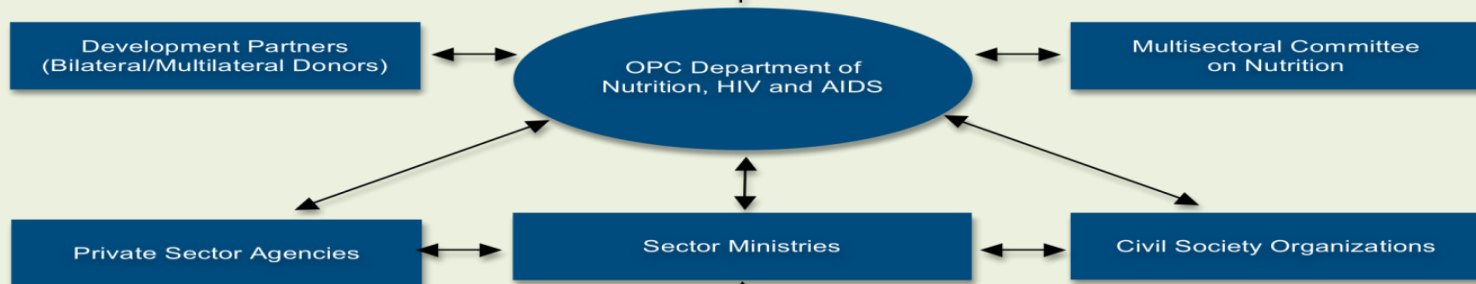 Development Partners
(Bilateral/Multilateral Donors)
OPC Department of
Nutrition, HIV and AIDS
Multisectoral Committee
on Nutrition
Private Sector Agencies
Sector Ministries
Civil Society Organizations